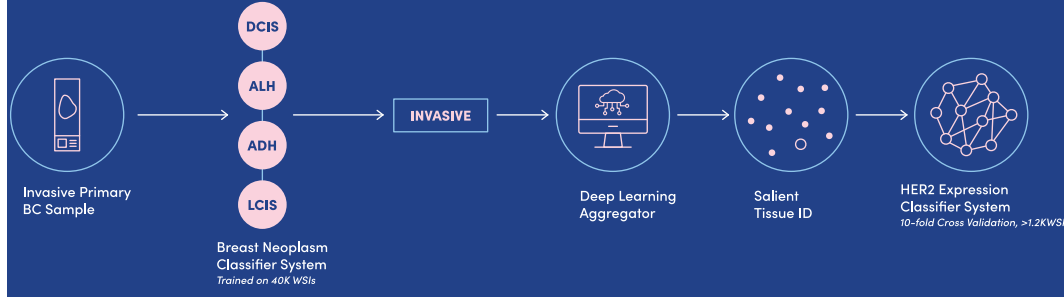 Invasive Primary
BC Sample
DCIS
ALH
ADH
LCIS
Breast Neoplasm
Classifier System
Trained on 40K WSIs
INVASIVE
Deep Learning
Aggregator
Salient
Tissue ID
HER2 Expression
Classifier System
10-fold Cross Validation, >1.2KWSI